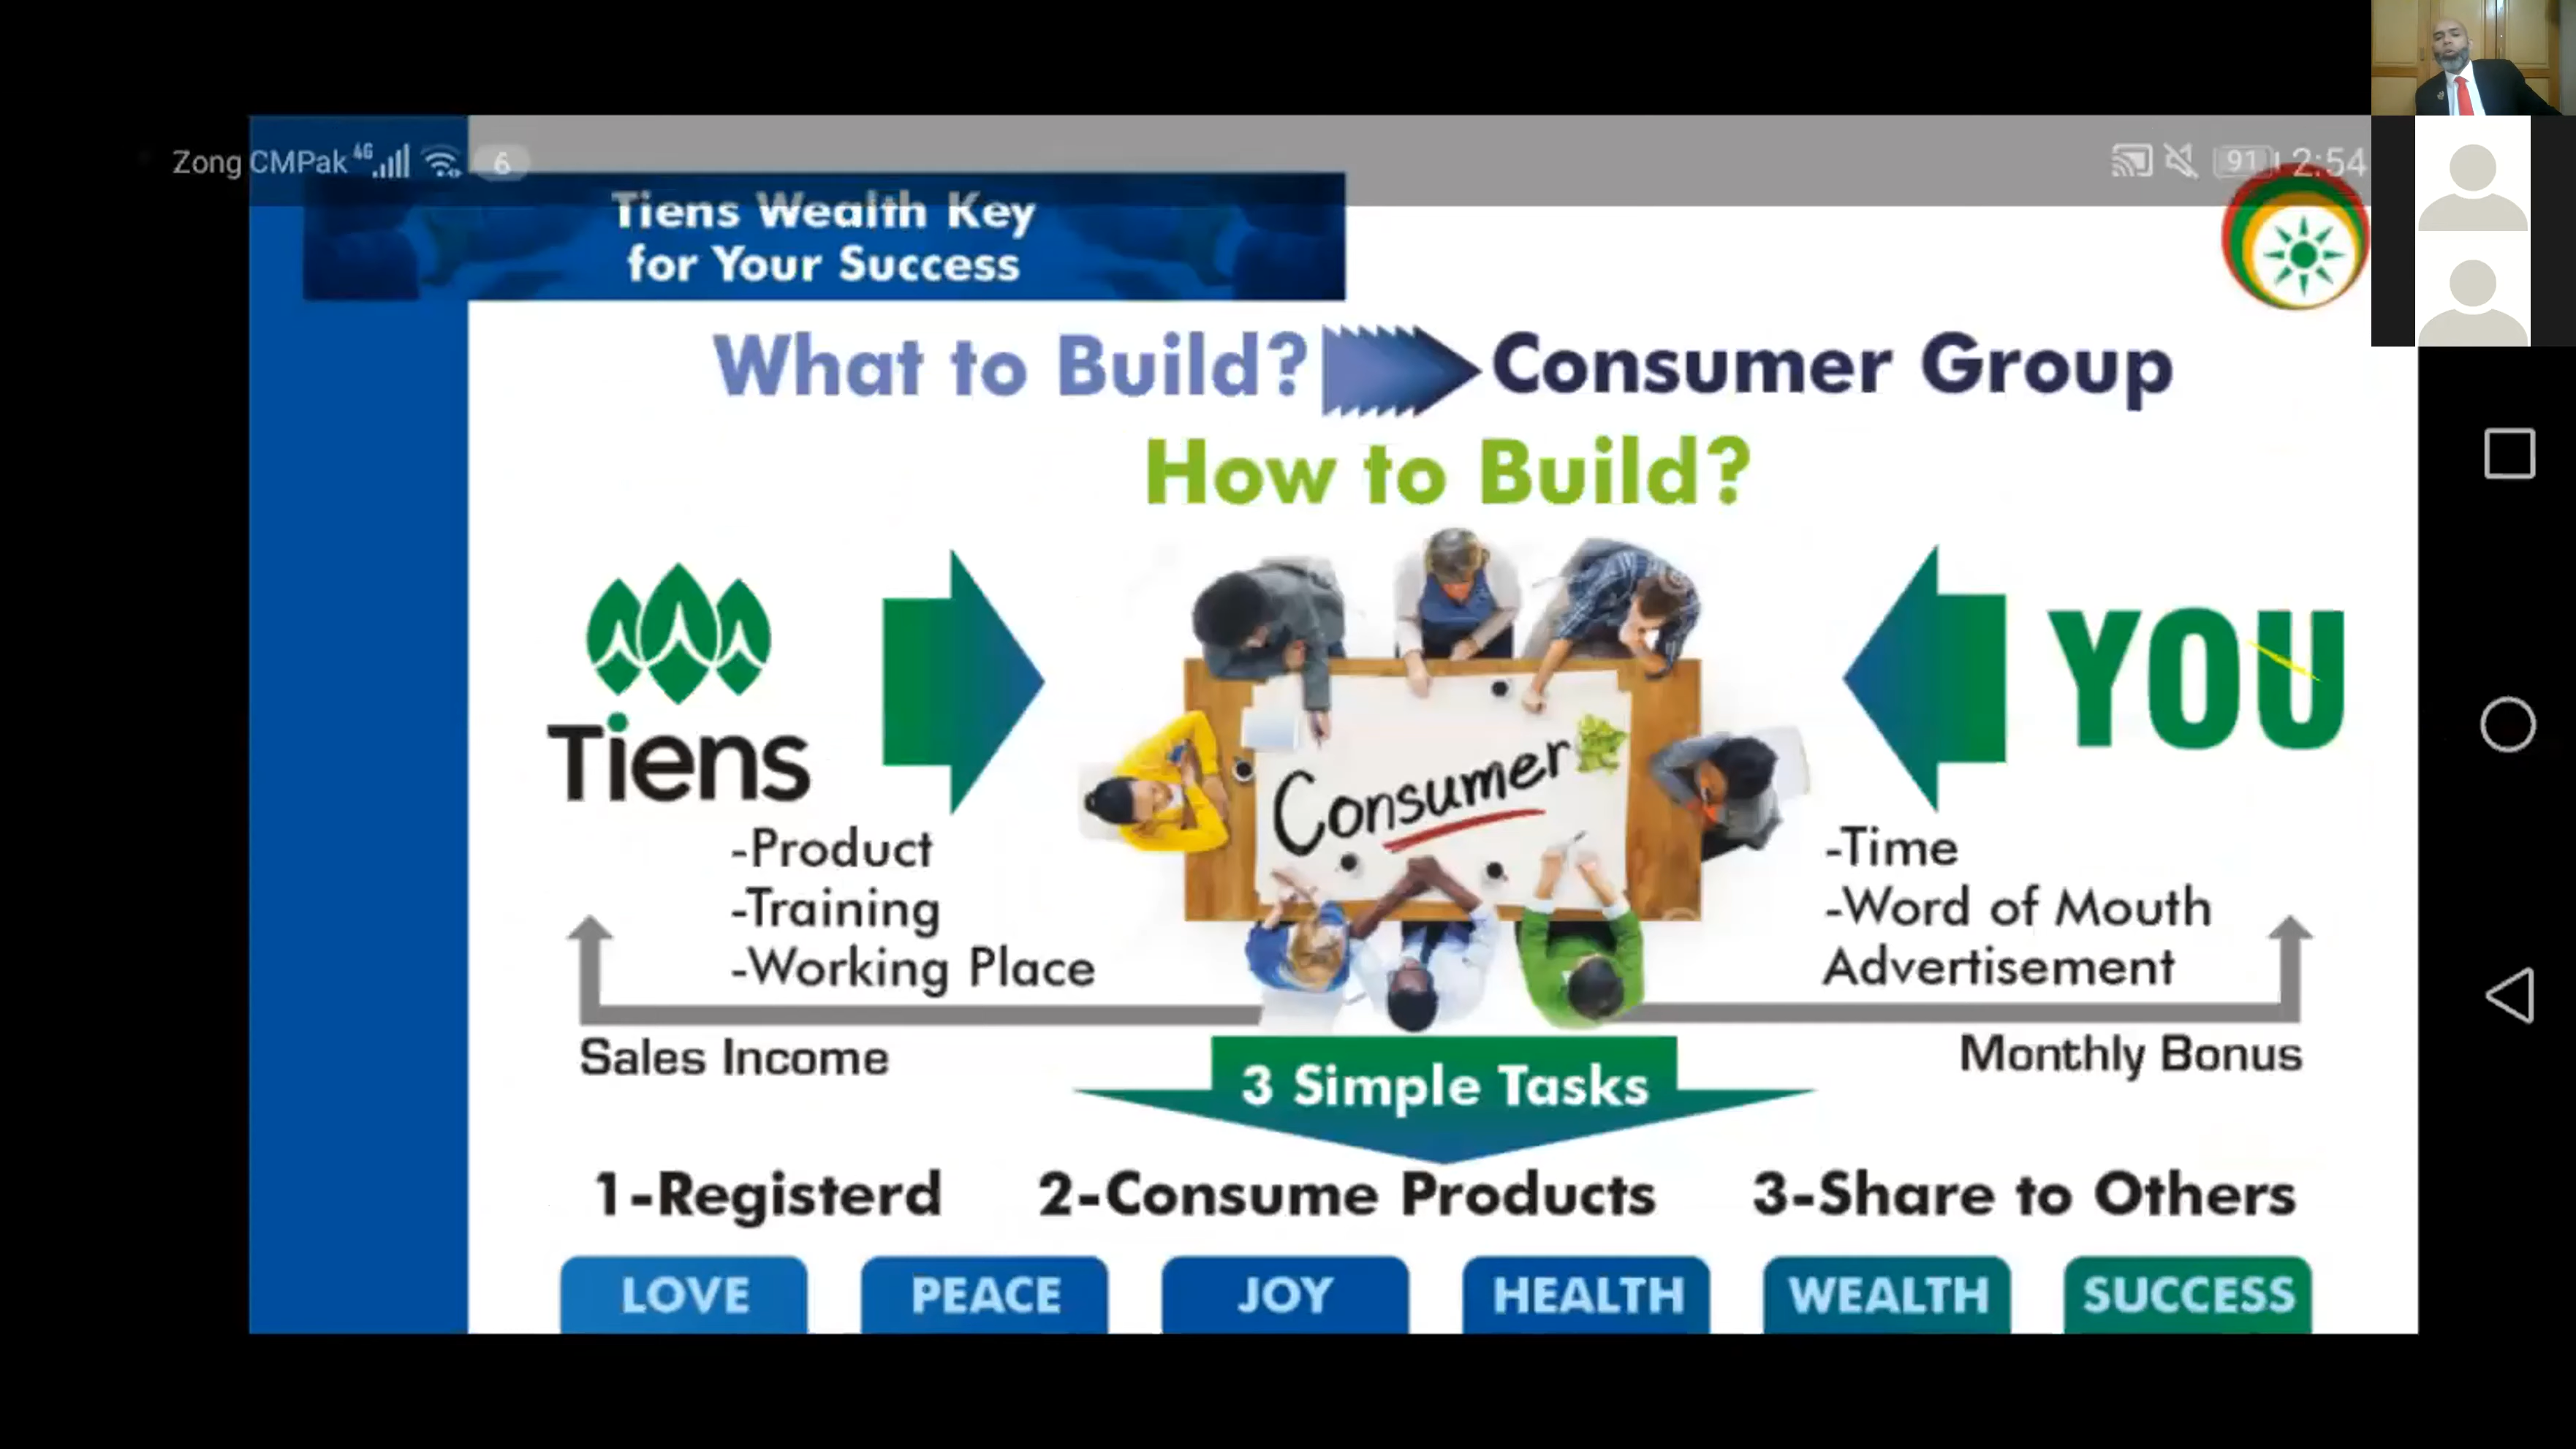 Zong CMPak 4G 6 91 2:54
Tiens Wealth Key
for Your Success
What to Build? Consumer Group
How to Build?
Tiens
YOU
Consumer
-Product
-Training
-Working Place
-Time
-Word of Mouth
Advertisement
Sales Income
Monthly Bonus
3 Simple Tasks
1-Registerd 2-Consume Products 3-Share to Others
LOVE PEACE JOY HEALTH WEALTH SUCCESS